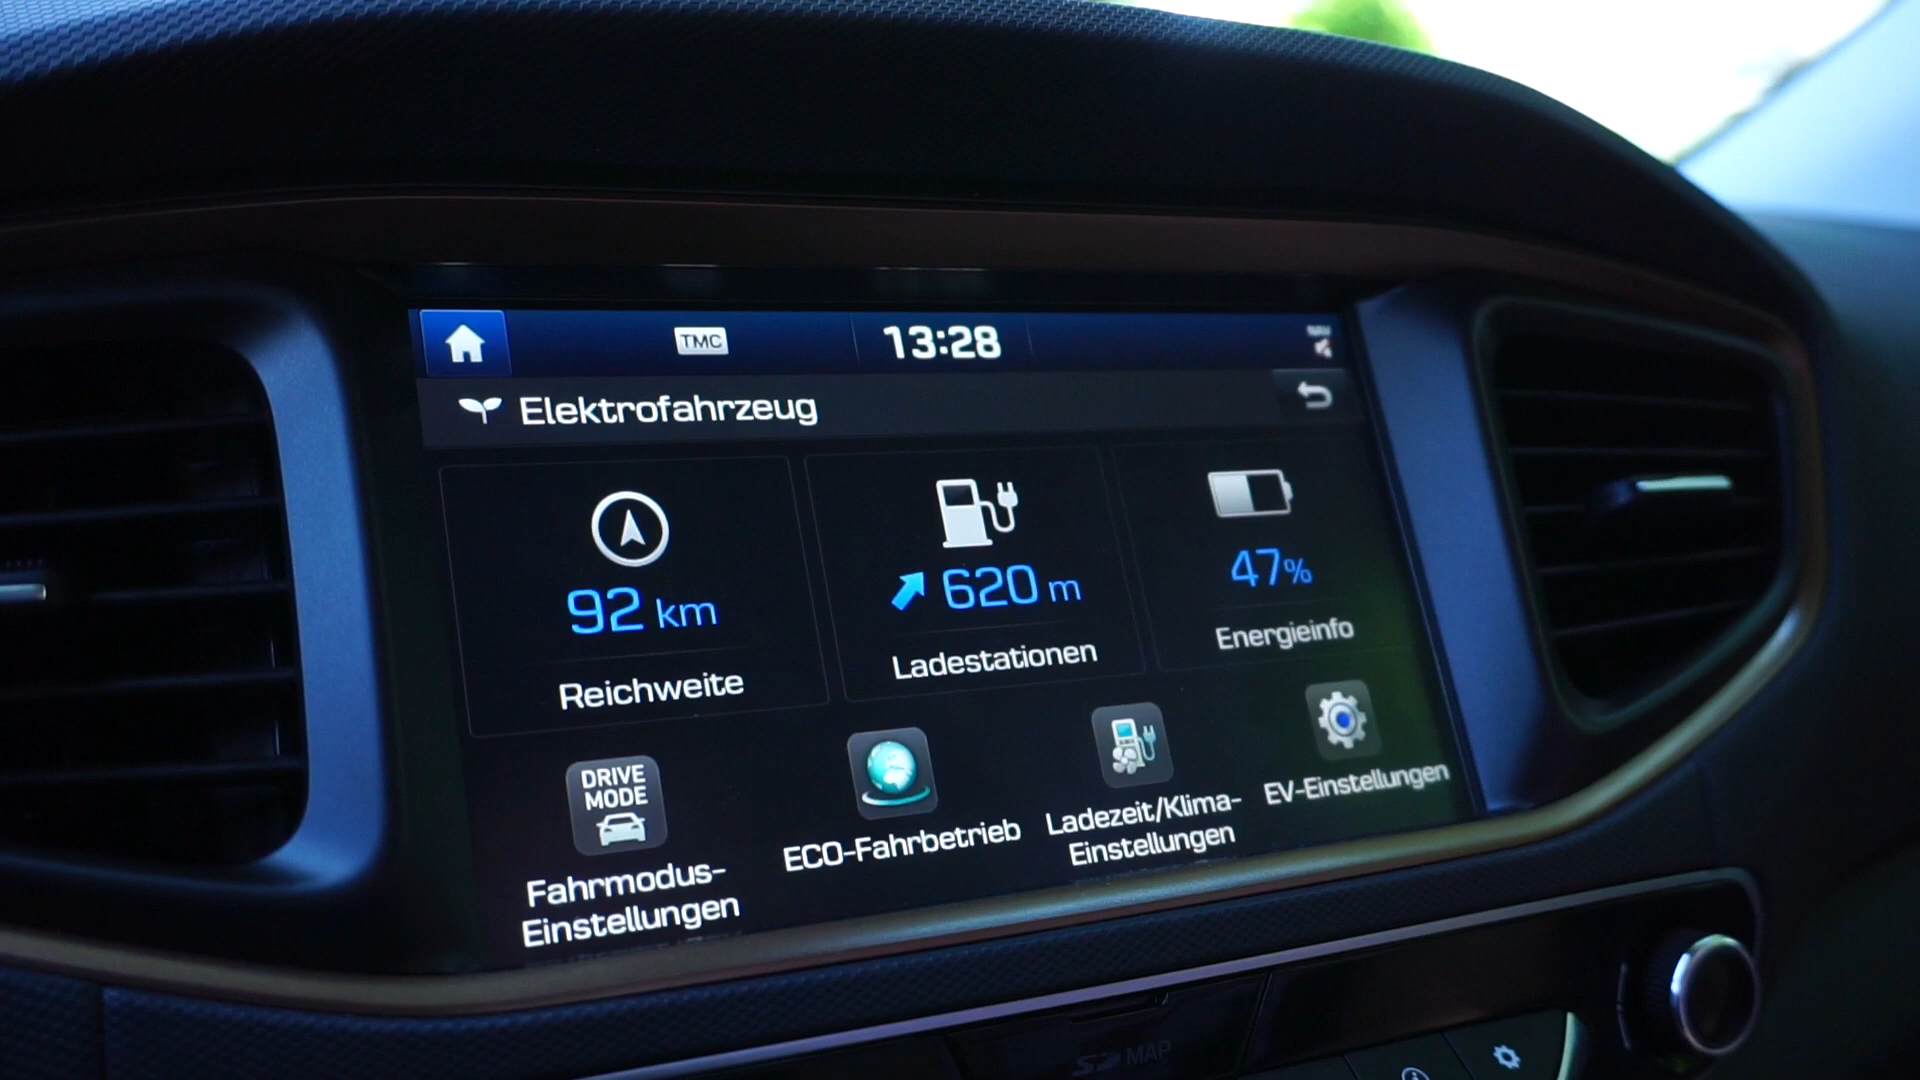 TMC
13:28
NAV
Elektrofahrzeug
92 km
620 m
47%
Reichweite
Ladestationen
Energieinfo
DRIVE
MODE
Fahrmodus-
Einstellungen
ECO-Fahrbetrieb
Ladezeit/Klima-
Einstellungen
EV-Einstellungen
SD MAP